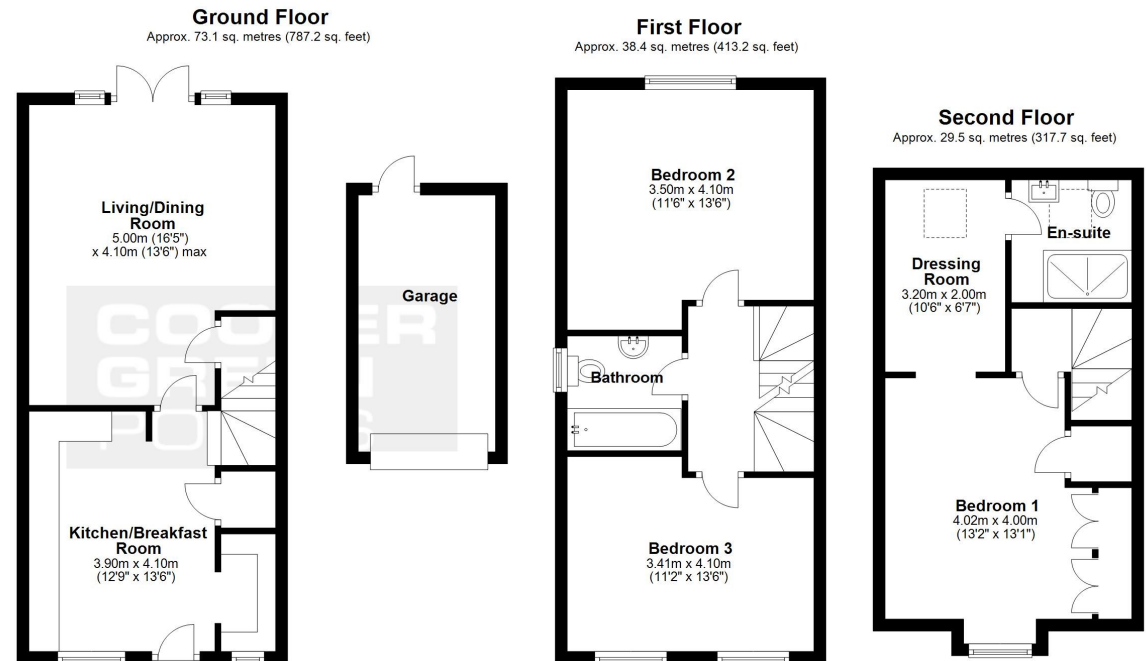 Ground Floor
Approx. 73.1 sq. metres (787.2 sq. feet)
Living/Dining
Room
5.00m (16'5")
x 4.10m (13'6") max
Kitchen/Breakfast
Room
3.90m x 4.10m
(12'9" x 13'6")
Garage
First Floor
Approx. 38.4 sq. metres (413.2 sq. feet)
Bedroom 2
3.50m x 4.10m
(11'6" x 13'6")
Bathroom
Bedroom 3
3.41m x 4.10m
(11'2" x 13'6")
Second Floor
Approx. 29.5 sq. metres (317.7 sq. feet)
En-suite
Dressing
Room
3.20m x 2.00m
(10'6" x 6'7")
Bedroom 1
4.02m x 4.00m
(13'2" x 13'1")